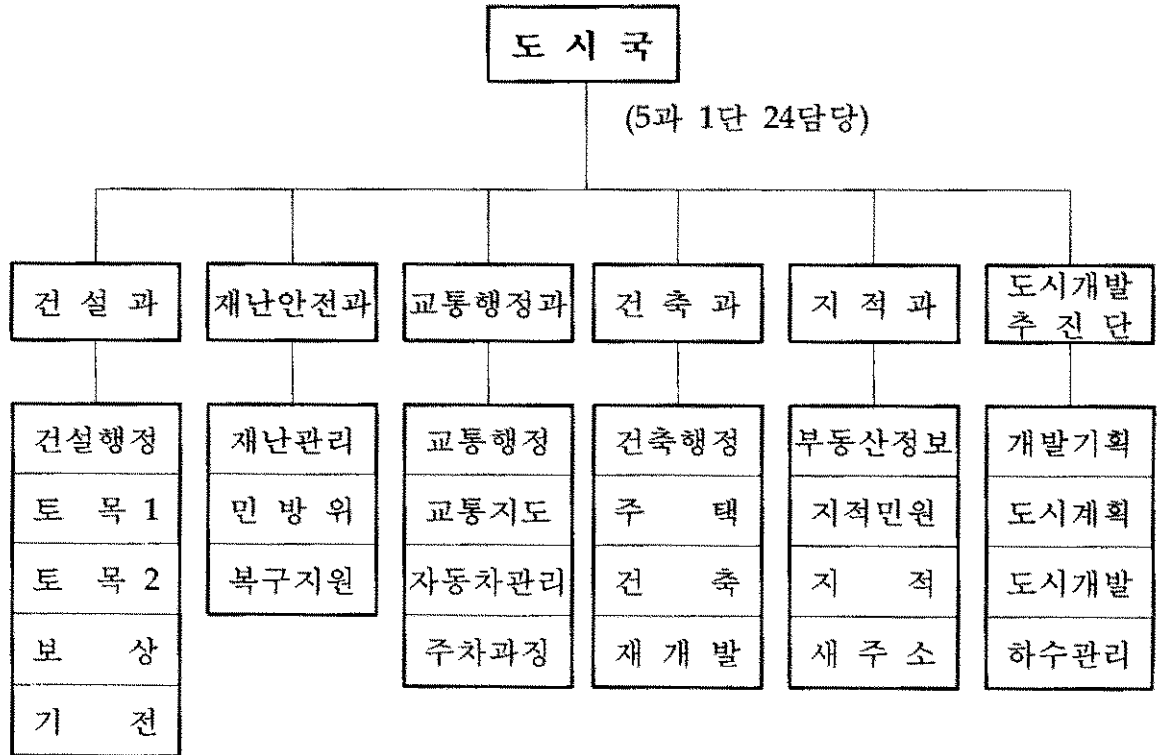 도 시 국
(5과 1단 24담당)
건 설 과
재난안전과
교통행정과
건 축 과
지 적 과
도시개발
추 진 단
건설행정
토 목 1
토 목 2
보 상
기 전
재난관리
민 방 위
복구지원
교통행정
교통지도
자동차관리
주차과징
건축행정
주 택
건 축
재 개 발
부동산정보
지적민원
지 적
새 주 소
개발기획
도시계획
도시개발
하수관리